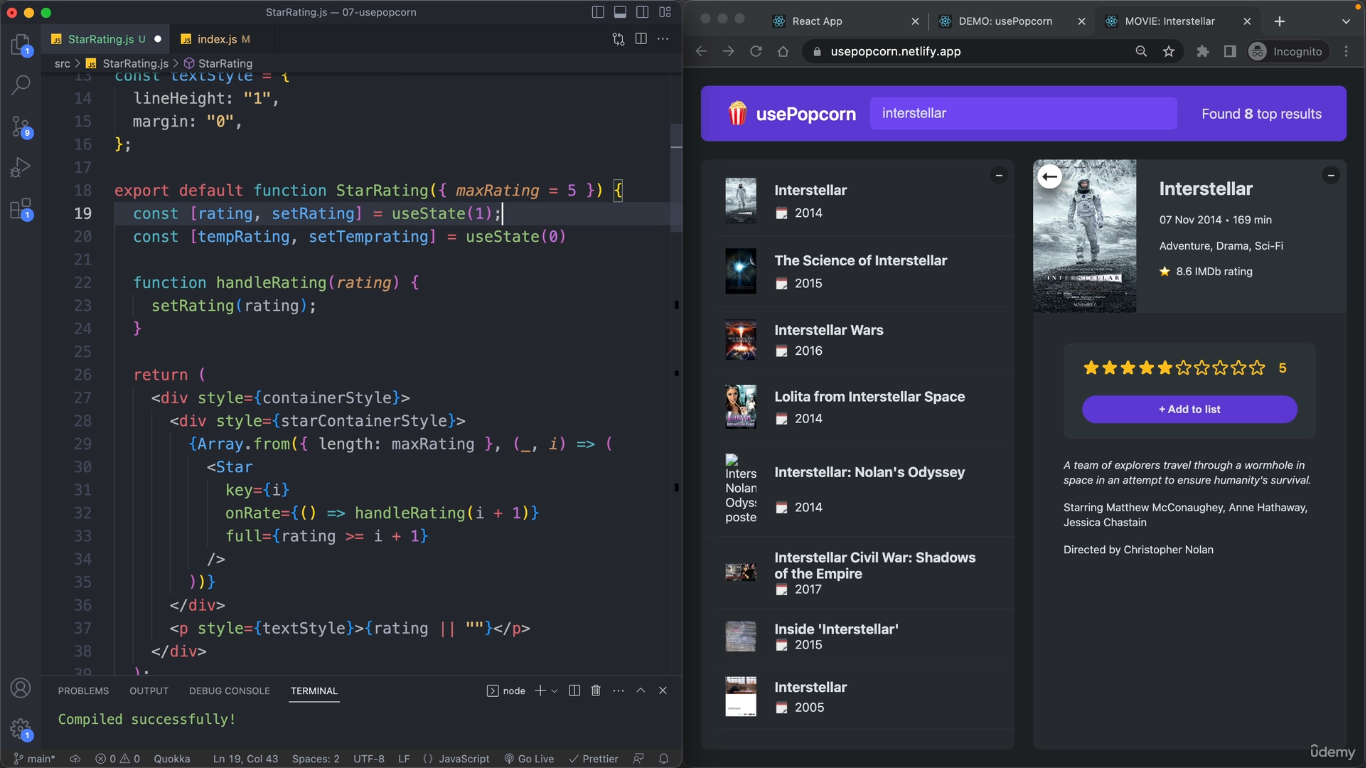 StarRating.js — 07-usepopcorn
StarRating.js U
index.js M
src > StarRating.js > StarRating
13 const textStyle = {
14 lineHeight: "1",
15 margin: "0",
16 };
17
18 export default function StarRating({ maxRating = 5 }) {
19 const [rating, setRating] = useState(1);
20 const [tempRating, setTemprating] = useState(0)
21
22 function handleRating(rating) {
23 setRating(rating);
24 }
25
26 return (
27 <div style={containerStyle}>
28 <div style={starContainerStyle}>
29 {Array.from({ length: maxRating }, (_, i) => (
30 <Star
31 key={i}
32 onRate={() => handleRating(i + 1)}
33 full={rating >= i + 1}
34 />
35 ))}
36 </div>
37 <p style={textStyle}>{rating || ""}</p>
38 </div>
39 );
1
9
1
1
PROBLEMS OUTPUT DEBUG CONSOLE TERMINAL
node
Compiled successfully!
main* 0 0 Quokka Ln 19, Col 43 Spaces: 2 UTF-8 LF JavaScript Go Live Prettier
React App
DEMO: usePopcorn
MOVIE: Interstellar
usepopcorn.netlify.app
Incognito
🍿 usePopcorn
interstellar
Found 8 top results
Interstellar
2014
The Science of Interstellar
2015
Interstellar Wars
2016
Lolita from Interstellar Space
2014
Inters
Nolan
Odys
poste
Interstellar: Nolan's Odyssey
2014
Interstellar Civil War: Shadows
of the Empire
2017
Inside 'Interstellar'
2015
Interstellar
2005
INTERSTELLAR
Interstellar
07 Nov 2014 • 169 min
Adventure, Drama, Sci-Fi
⭐ 8.6 IMDb rating
5
+ Add to list
A team of explorers travel through a wormhole in
space in an attempt to ensure humanity's survival.
Starring Matthew McConaughey, Anne Hathaway,
Jessica Chastain
Directed by Christopher Nolan
ûdemy